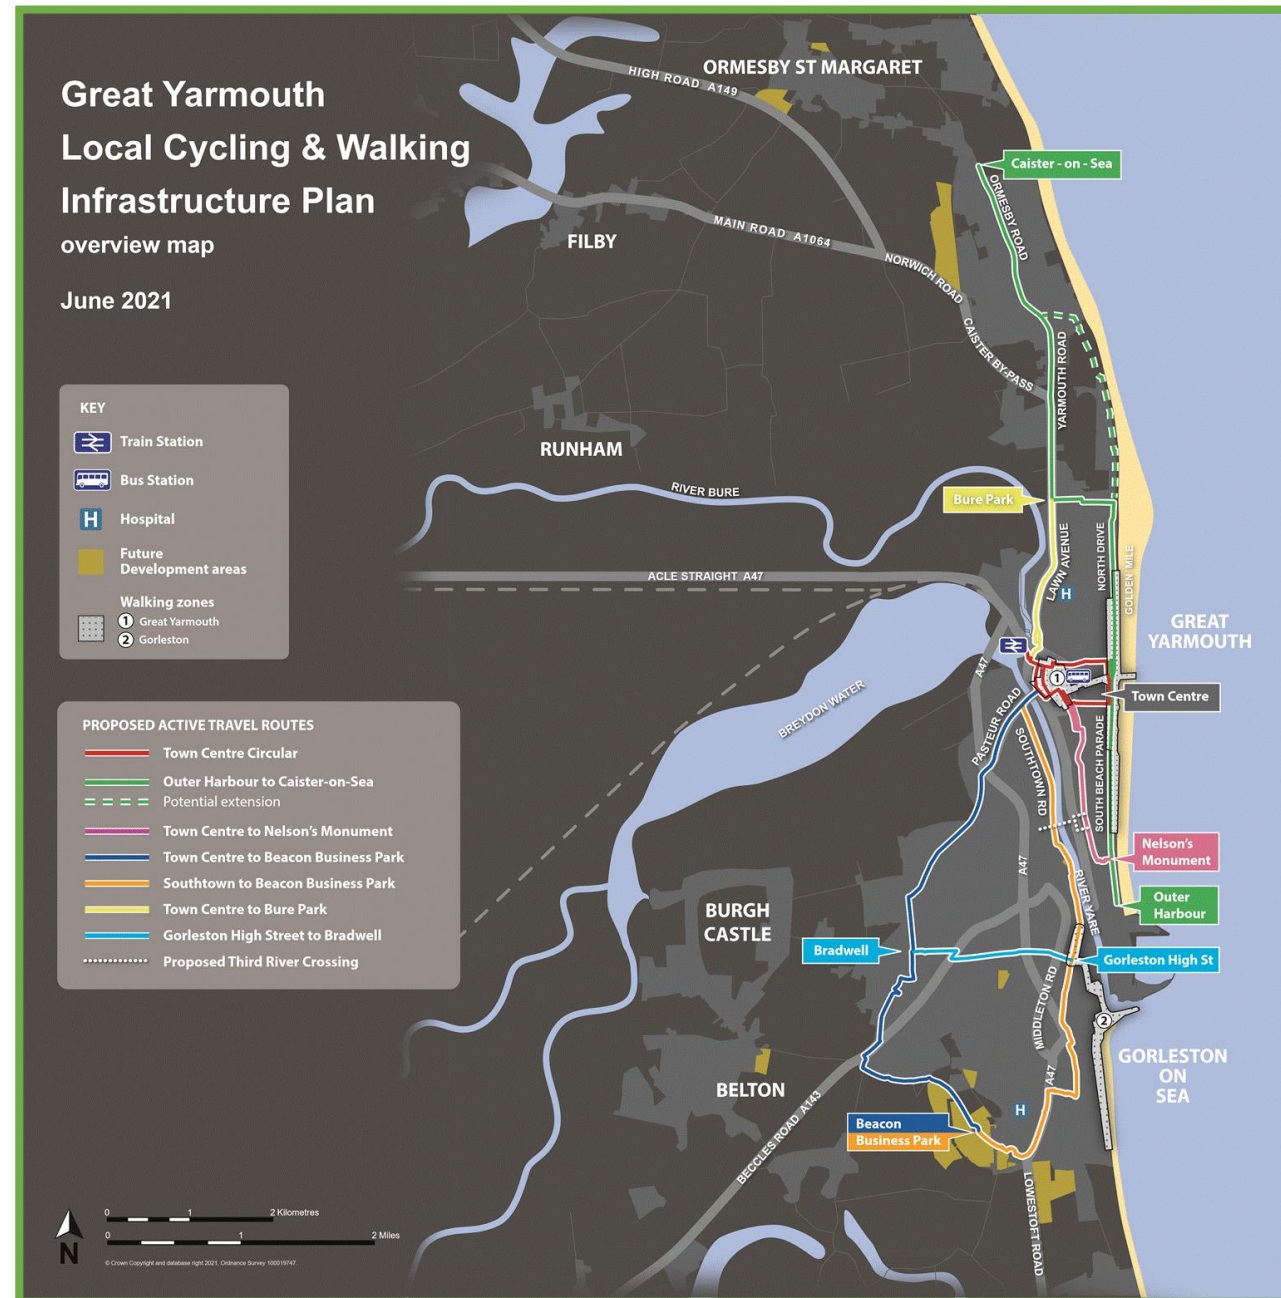 Great Yarmouth
Local Cycling & Walking
Infrastructure Plan
overview map
June 2021
KEY
Train Station
Bus Station
H
Hospital
Future
Development areas
Walking zones
1 Great Yarmouth
2 Gorleston
PROPOSED ACTIVE TRAVEL ROUTES
Town Centre Circular
Outer Harbour to Caister-on-Sea
Potential extension
Town Centre to Nelson's Monument
Town Centre to Beacon Business Park
Southtown to Beacon Business Park
Town Centre to Bure Park
Gorleston High Street to Bradwell
Proposed Third River Crossing
N
0 1 2 Kilometres
0 1 2 Miles
© Crown Copyright and database right 2021. Ordnance Survey 100019747.
ORMESBY ST MARGARET
HIGH ROAD A149
Caister - on - Sea
ORMESBY ROAD
MAIN ROAD A1064
FILBY
NORWICH ROAD
CAISTER BY-PASS
YARMOUTH ROAD
RUNHAM
RIVER BURE
Bure Park
LAWN AVENUE
NORTH DRIVE
GOLDEN MILE
ACLE STRAIGHT A47
H
GREAT
YARMOUTH
A47
1
Town Centre
BREYDON WATER
PASTEUR ROAD
SOUTHTOWN RD
SOUTH BEACH PARADE
Nelson's
Monument
A47
RIVER YARE
Outer
Harbour
BURGH
CASTLE
Bradwell
Gorleston High St
MIDDLETON RD
2
GORLESTON
ON
SEA
BELTON
A47
H
BECCLES ROAD A143
Beacon
Business Park
LOWESTOFT ROAD